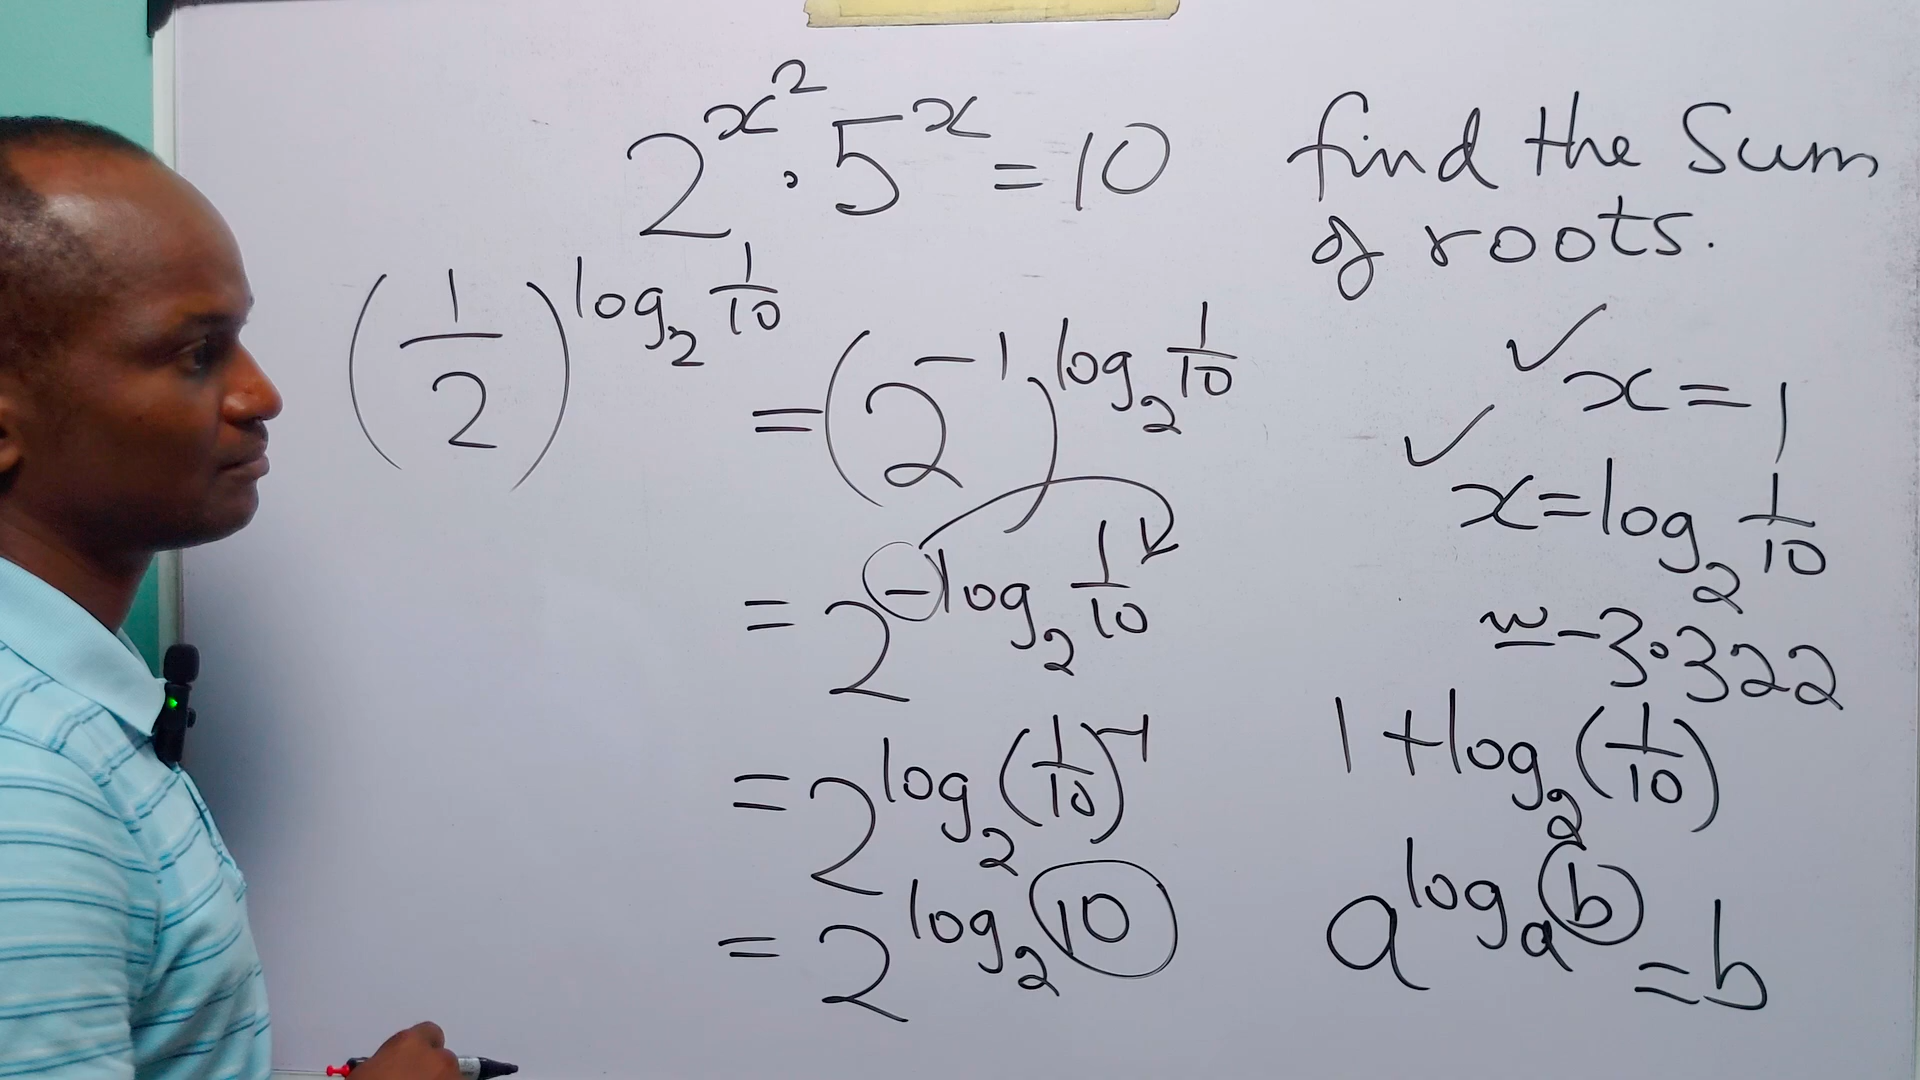 2^{x^2} · 5^x = 10
find the Sum
of roots.
(1/2)^{log_2 1/10}
= (2^{-1})^{log_2 1/10}
= 2^{-log_2 1/10}
= 2^{log_2 (1/10)^{-1}}
= 2^{log_2 10}
✓ x = 1
✓ x = log_2 1/10
≈ -3.322
1 + log_2 (1/10)
a^{log_a b} = b